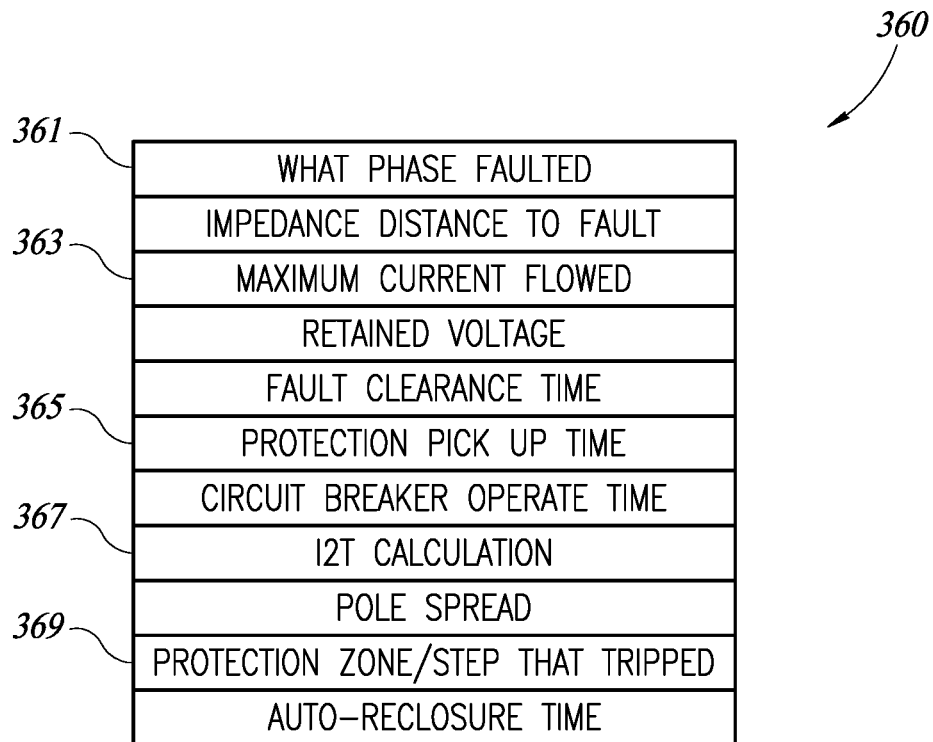 360
361
WHAT PHASE FAULTED
IMPEDANCE DISTANCE TO FAULT
363
MAXIMUM CURRENT FLOWED
RETAINED VOLTAGE
FAULT CLEARANCE TIME
365
PROTECTION PICK UP TIME
CIRCUIT BREAKER OPERATE TIME
367
I2T CALCULATION
POLE SPREAD
369
PROTECTION ZONE/STEP THAT TRIPPED
AUTO-RECLOSURE TIME